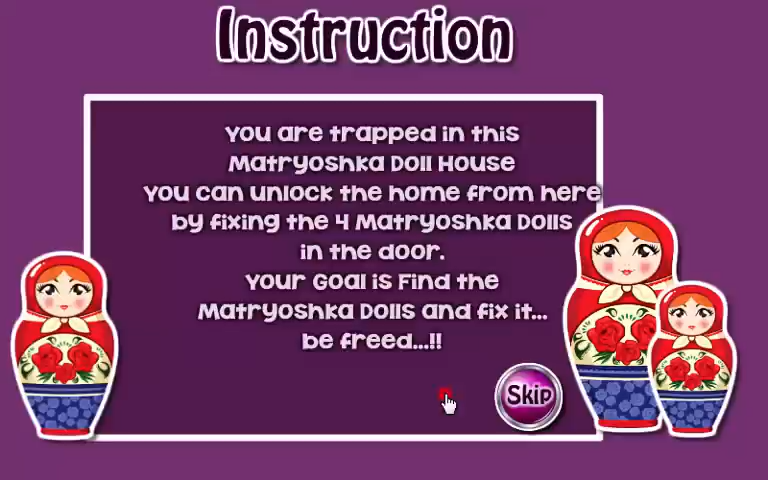 Instruction
You are trapped in this
Matryoshka Doll House
You can unlock the home from here
by fixing the 4 Matryoshka Dolls
in the door.
Your Goal is Find the
Matryoshka Dolls and fix it...
be freed...!!
Skip